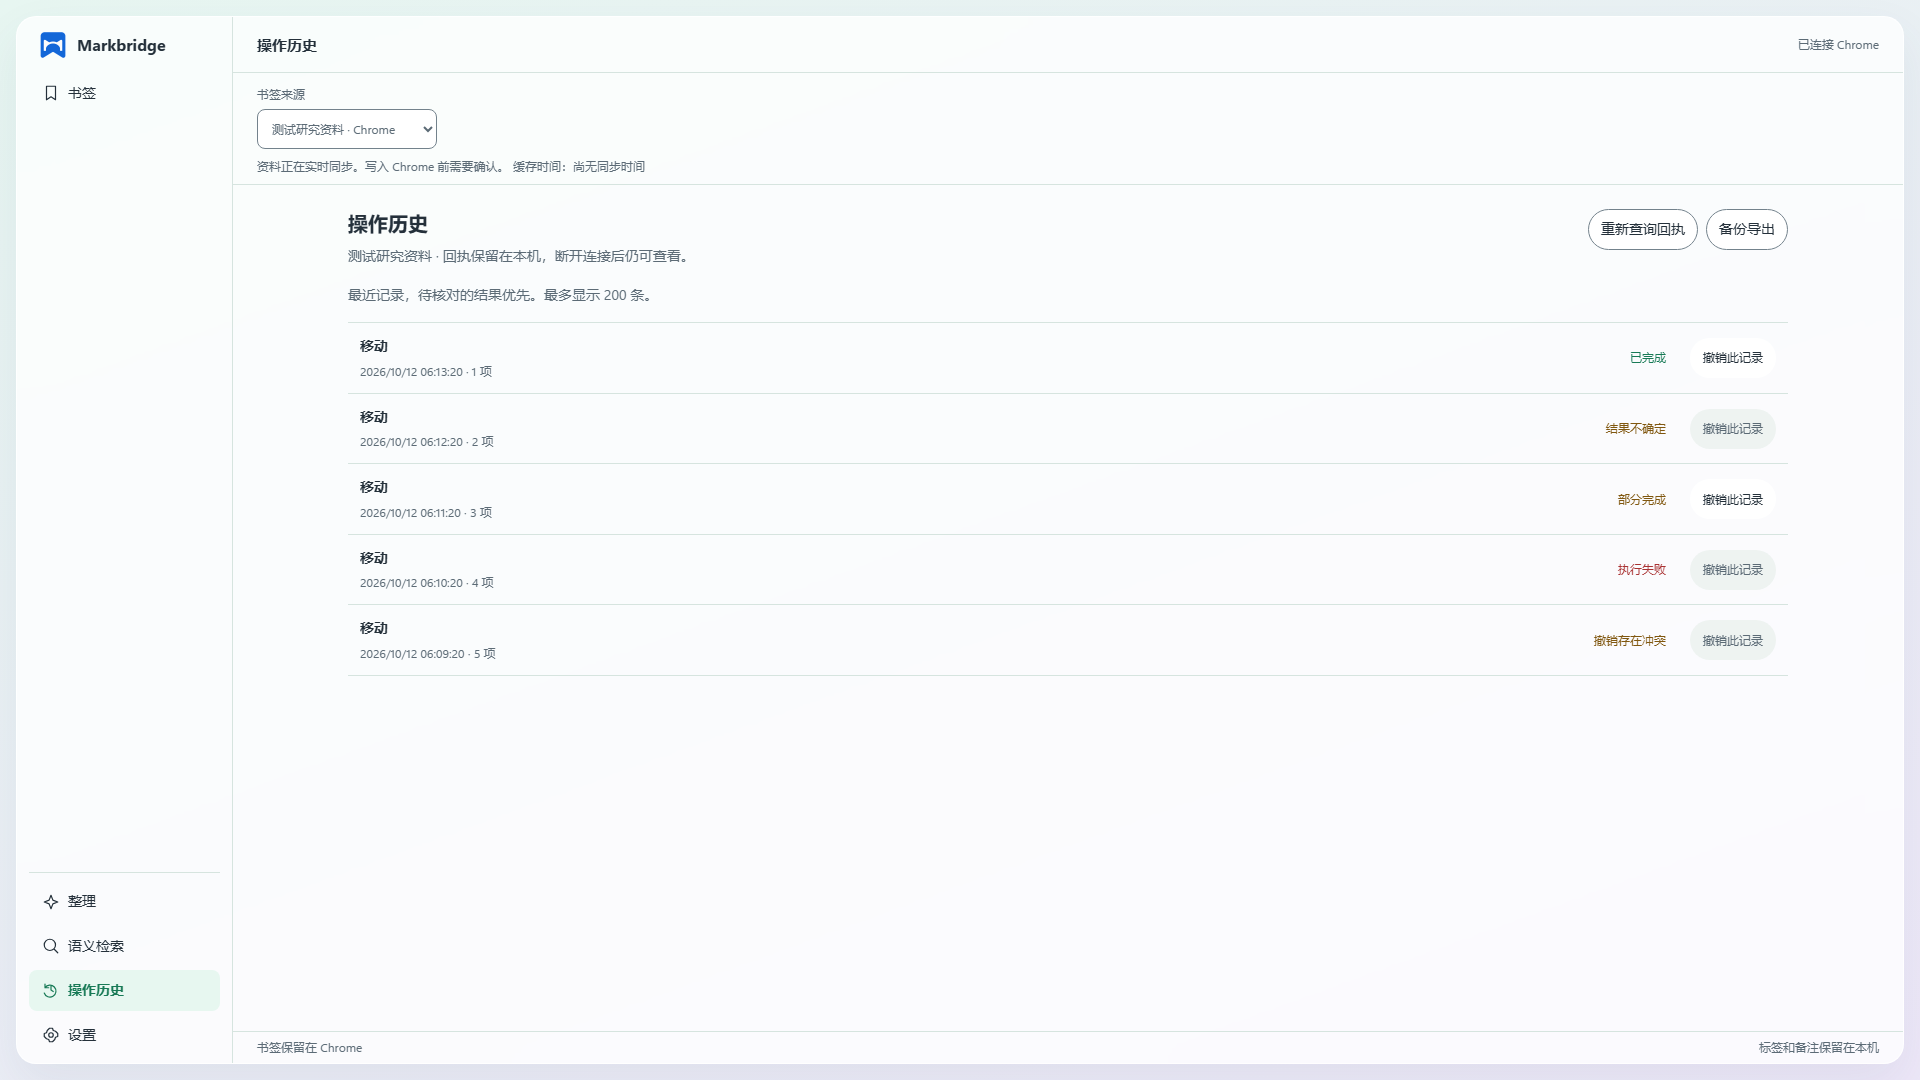 Markbridge
书签
整理
语义检索
操作历史
设置
操作历史
已连接 Chrome
书签来源
测试研究资料 · Chrome
资料正在实时同步。写入 Chrome 前需要确认。 缓存时间：尚无同步时间
操作历史
测试研究资料 · 回执保留在本机，断开连接后仍可查看。
重新查询回执
备份导出
最近记录，待核对的结果优先。最多显示 200 条。
移动
2026/10/12 06:13:20 · 1 项
已完成
撤销此记录
移动
2026/10/12 06:12:20 · 2 项
结果不确定
撤销此记录
移动
2026/10/12 06:11:20 · 3 项
部分完成
撤销此记录
移动
2026/10/12 06:10:20 · 4 项
执行失败
撤销此记录
移动
2026/10/12 06:09:20 · 5 项
撤销存在冲突
撤销此记录
书签保留在 Chrome
标签和备注保留在本机